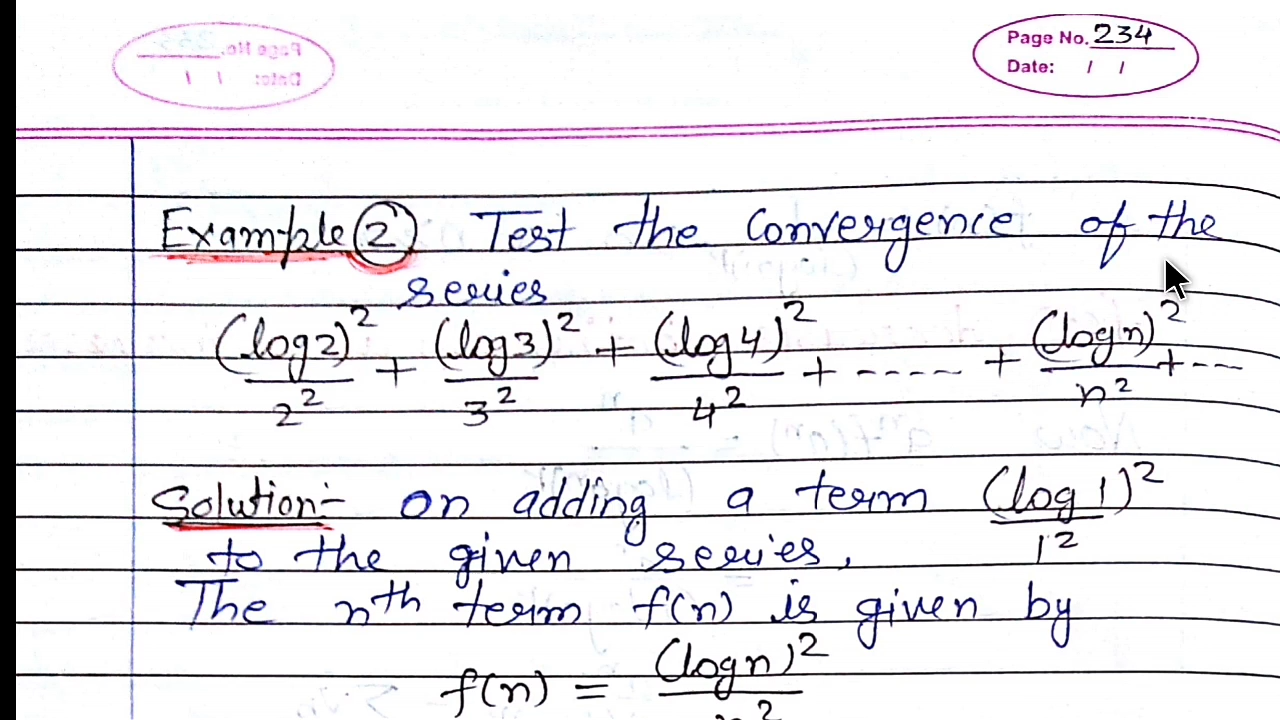 Page No. 234
Date: / /
Example ② Test the convergence of the
series
(log2)²/2² + (log3)²/3² + (log4)²/4² + ----- + (logn)²/n² + ---
Solution:- on adding a term (log1)²/1²
to the given series.
The nth term f(n) is given by
f(n) = (logn)²/n²